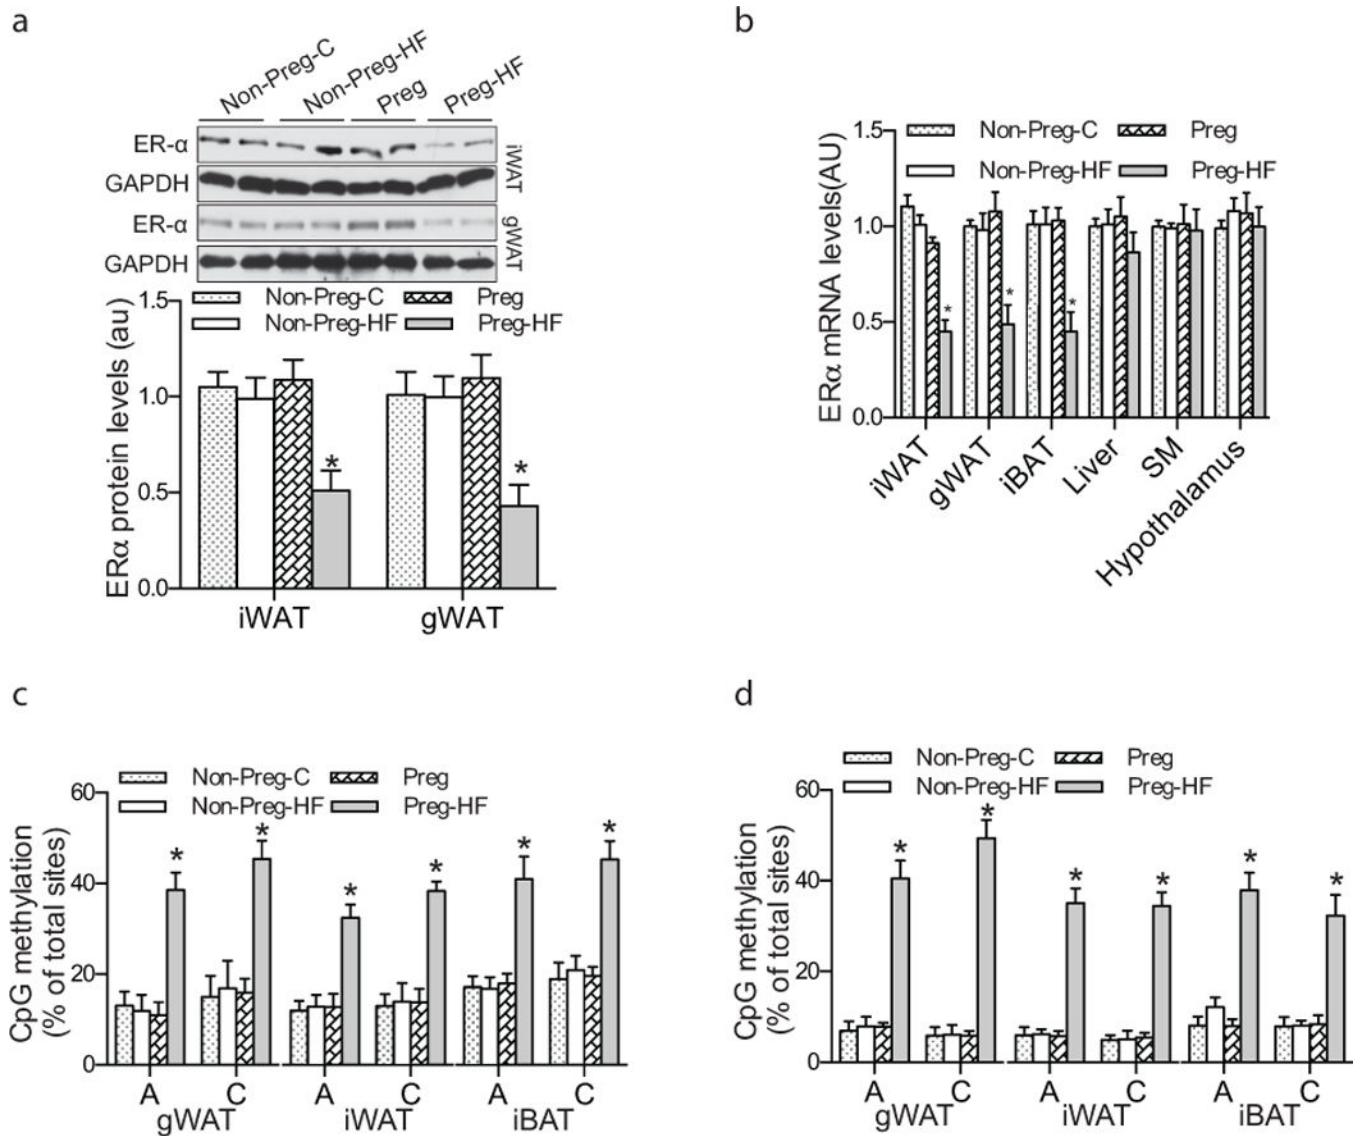 a
Non-Preg-C
Non-Preg-HF
Preg
Preg-HF
ER-α
GAPDH
iWAT
ER-α
GAPDH
gWAT
Non-Preg-C Preg
Non-Preg-HF Preg-HF
ERα protein levels (au)
1.5
1.0
0.5
0.0
* *
iWAT gWAT
b
Non-Preg-C Preg
Non-Preg-HF Preg-HF
ERα mRNA levels(AU)
1.5
1.0
0.5
0.0
* * *
iWAT
gWAT
iBAT
Liver
SM
Hypothalamus
c
Non-Preg-C Preg
Non-Preg-HF Preg-HF
CpG methylation
(% of total sites)
60
40
20
0
* * * * * *
A C A C A C
gWAT iWAT iBAT
d
Non-Preg-C Preg
Non-Preg-HF Preg-HF
CpG methylation
(% of total sites)
60
40
20
0
* * * * * *
A C A C A C
gWAT iWAT iBAT